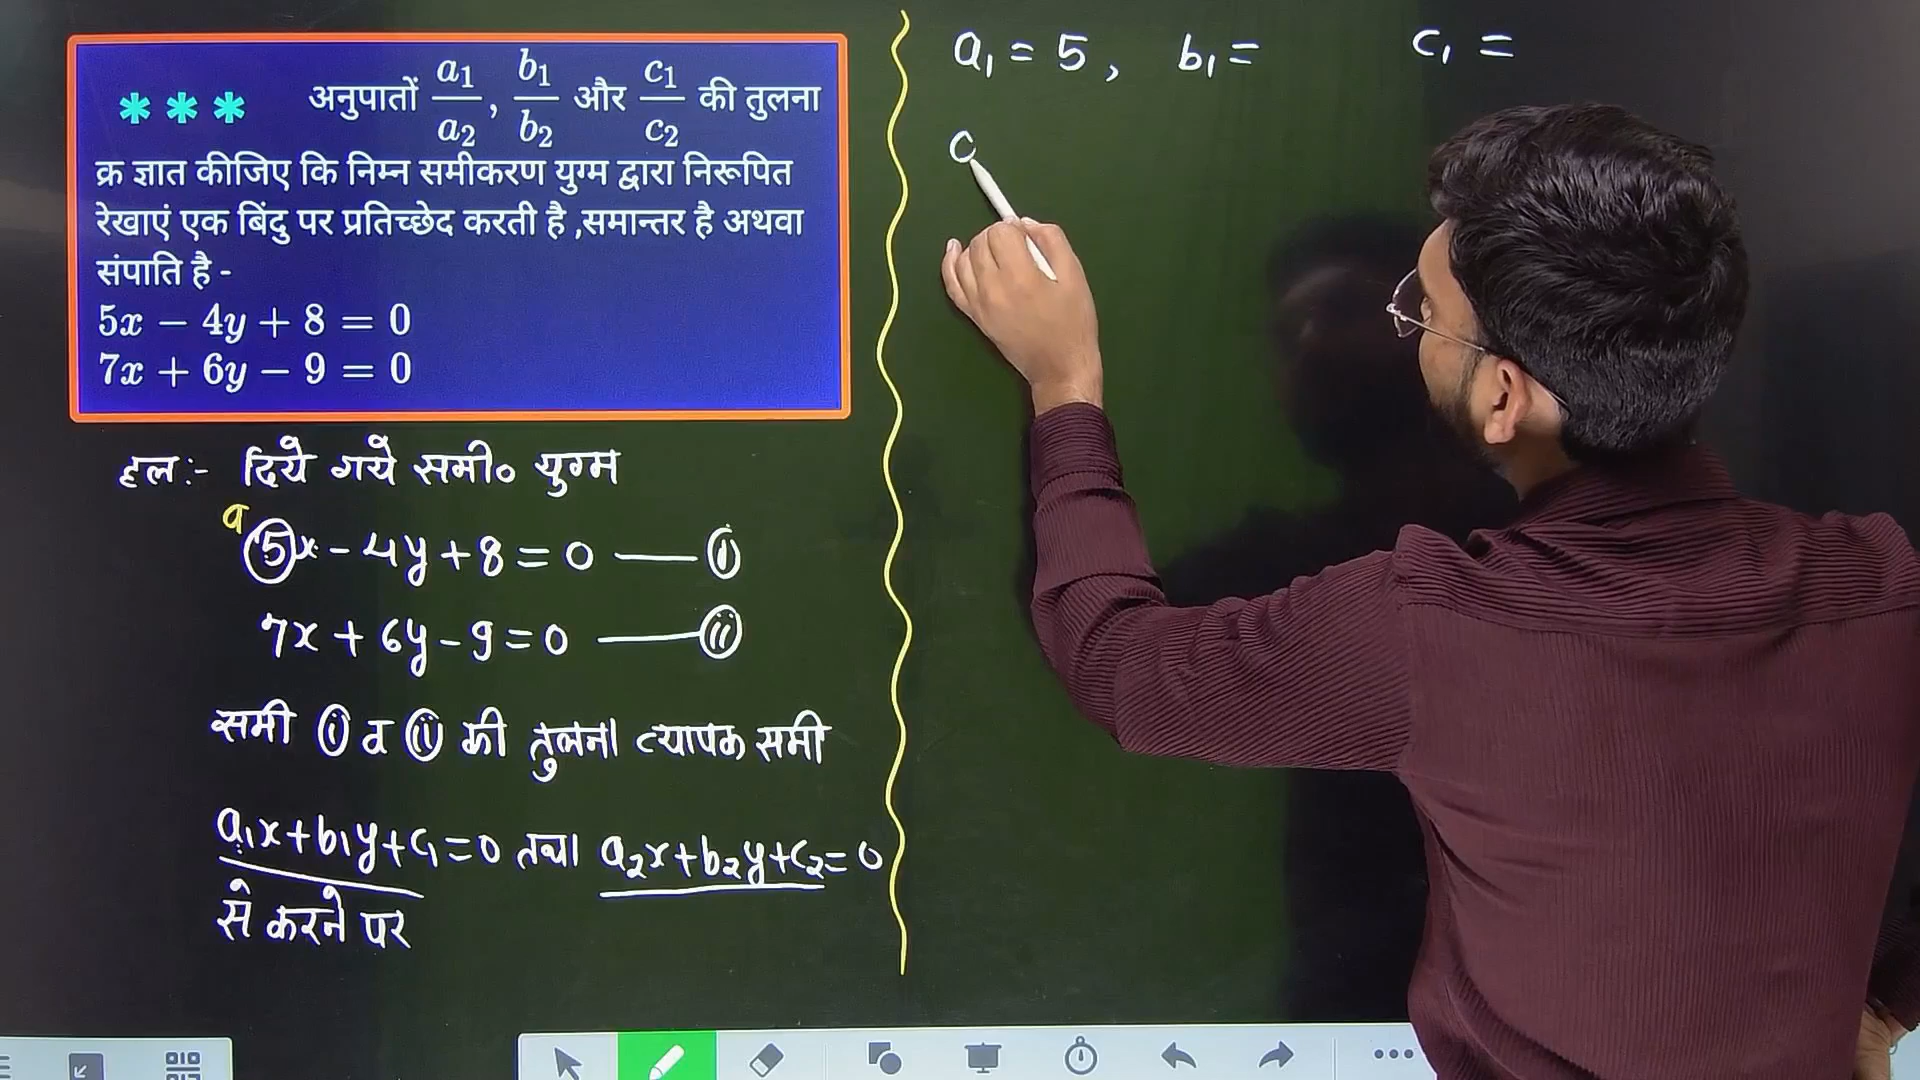 *** अनुपातों a₁/a₂, b₁/b₂ और c₁/c₂ की तुलना
क्र ज्ञात कीजिए कि निम्न समीकरण युग्म द्वारा निरूपित
रेखाएं एक बिंदु पर प्रतिच्छेद करती है ,समान्तर है अथवा
संपाति है -
5x − 4y + 8 = 0
7x + 6y − 9 = 0
हल:- दिये गये समी० युग्म
a
5x - 4y + 8 = 0 —— (i)
7x + 6y - 9 = 0 —— (ii)
समी (i) व (ii) की तुलना व्यापक समी
a₁x + b₁y + c₁ = 0 तथा a₂x + b₂y + c₂ = 0
से करने पर
a₁ = 5 , b₁ = c₁ =